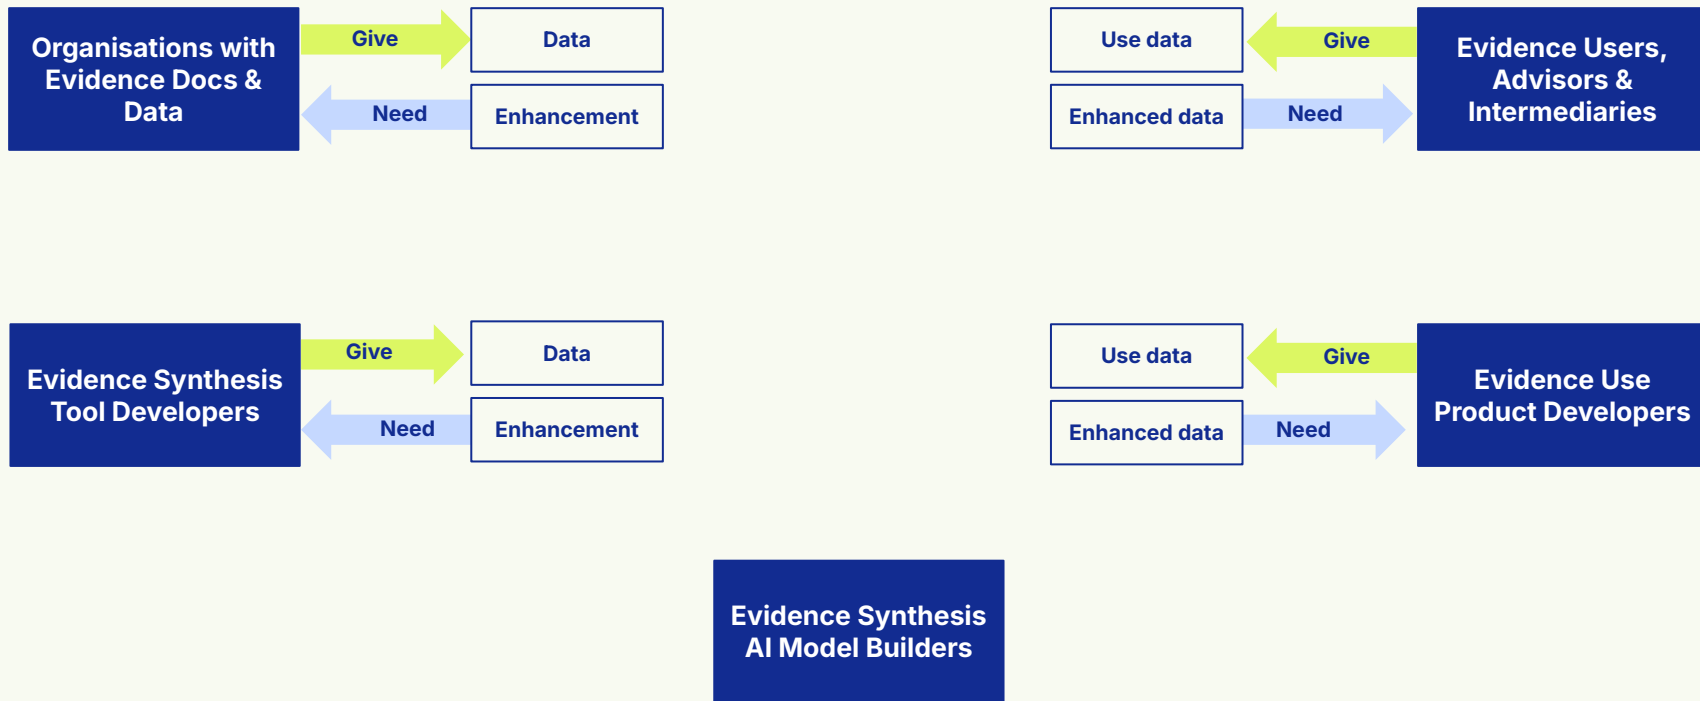 Organisations with
Evidence Docs &
Data
Give
Data
Need
Enhancement
Use data
Give
Enhanced data
Need
Evidence Users,
Advisors &
Intermediaries
Evidence Synthesis
Tool Developers
Give
Data
Need
Enhancement
Use data
Give
Enhanced data
Need
Evidence Use
Product Developers
Evidence Synthesis
AI Model Builders